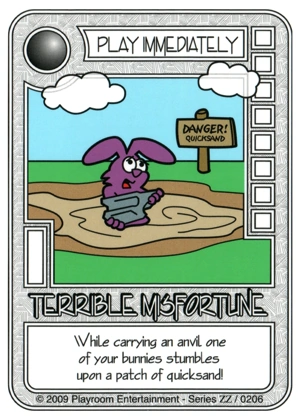 PLAY IMMEDIATELY
DANGER!
QUICKSAND
TERRIBLE MISFORTUNE
While carrying an anvil one
of your bunnies stumbles
upon a patch of quicksand!
© 2009 Playroom Entertainment - Series ZZ / 0206